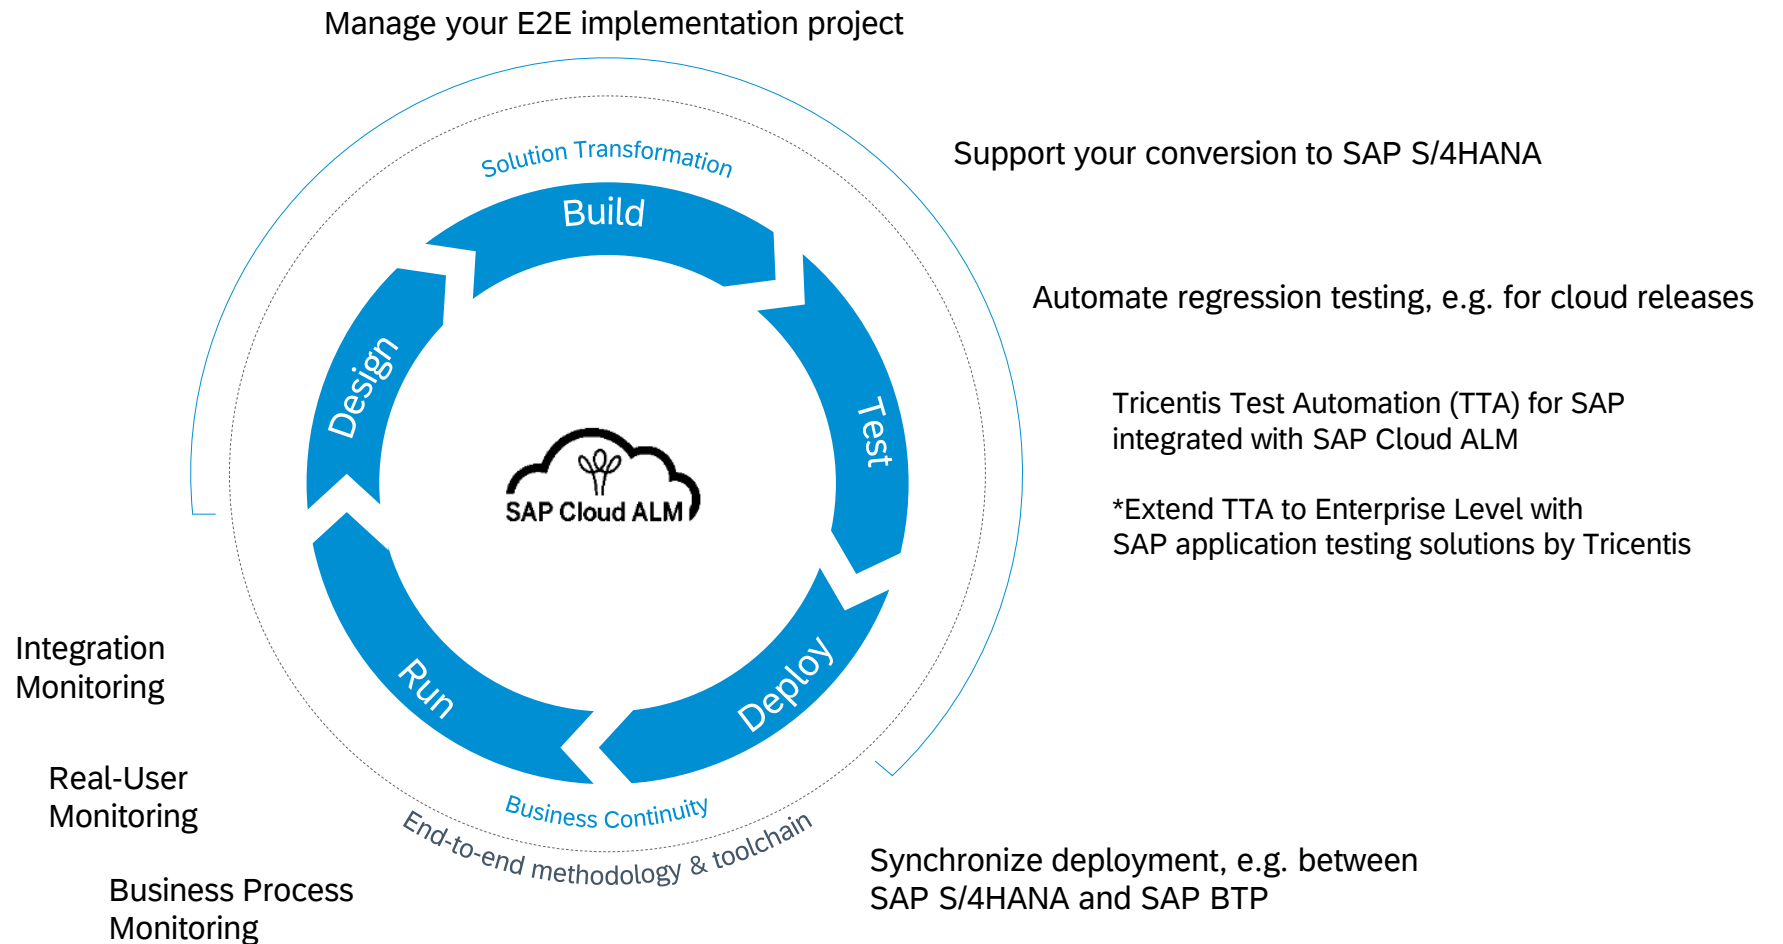 Manage your E2E implementation project
Solution Transformation
Support your conversion to SAP S/4HANA
Build
Automate regression testing, e.g. for cloud releases
Design
Test
Tricentis Test Automation (TTA) for SAP
integrated with SAP Cloud ALM
SAP Cloud ALM
*Extend TTA to Enterprise Level with
SAP application testing solutions by Tricentis
Integration
Monitoring
Run
Deploy
Real-User
Monitoring
Business Continuity
End-to-end methodology & toolchain
Synchronize deployment, e.g. between
SAP S/4HANA and SAP BTP
Business Process
Monitoring